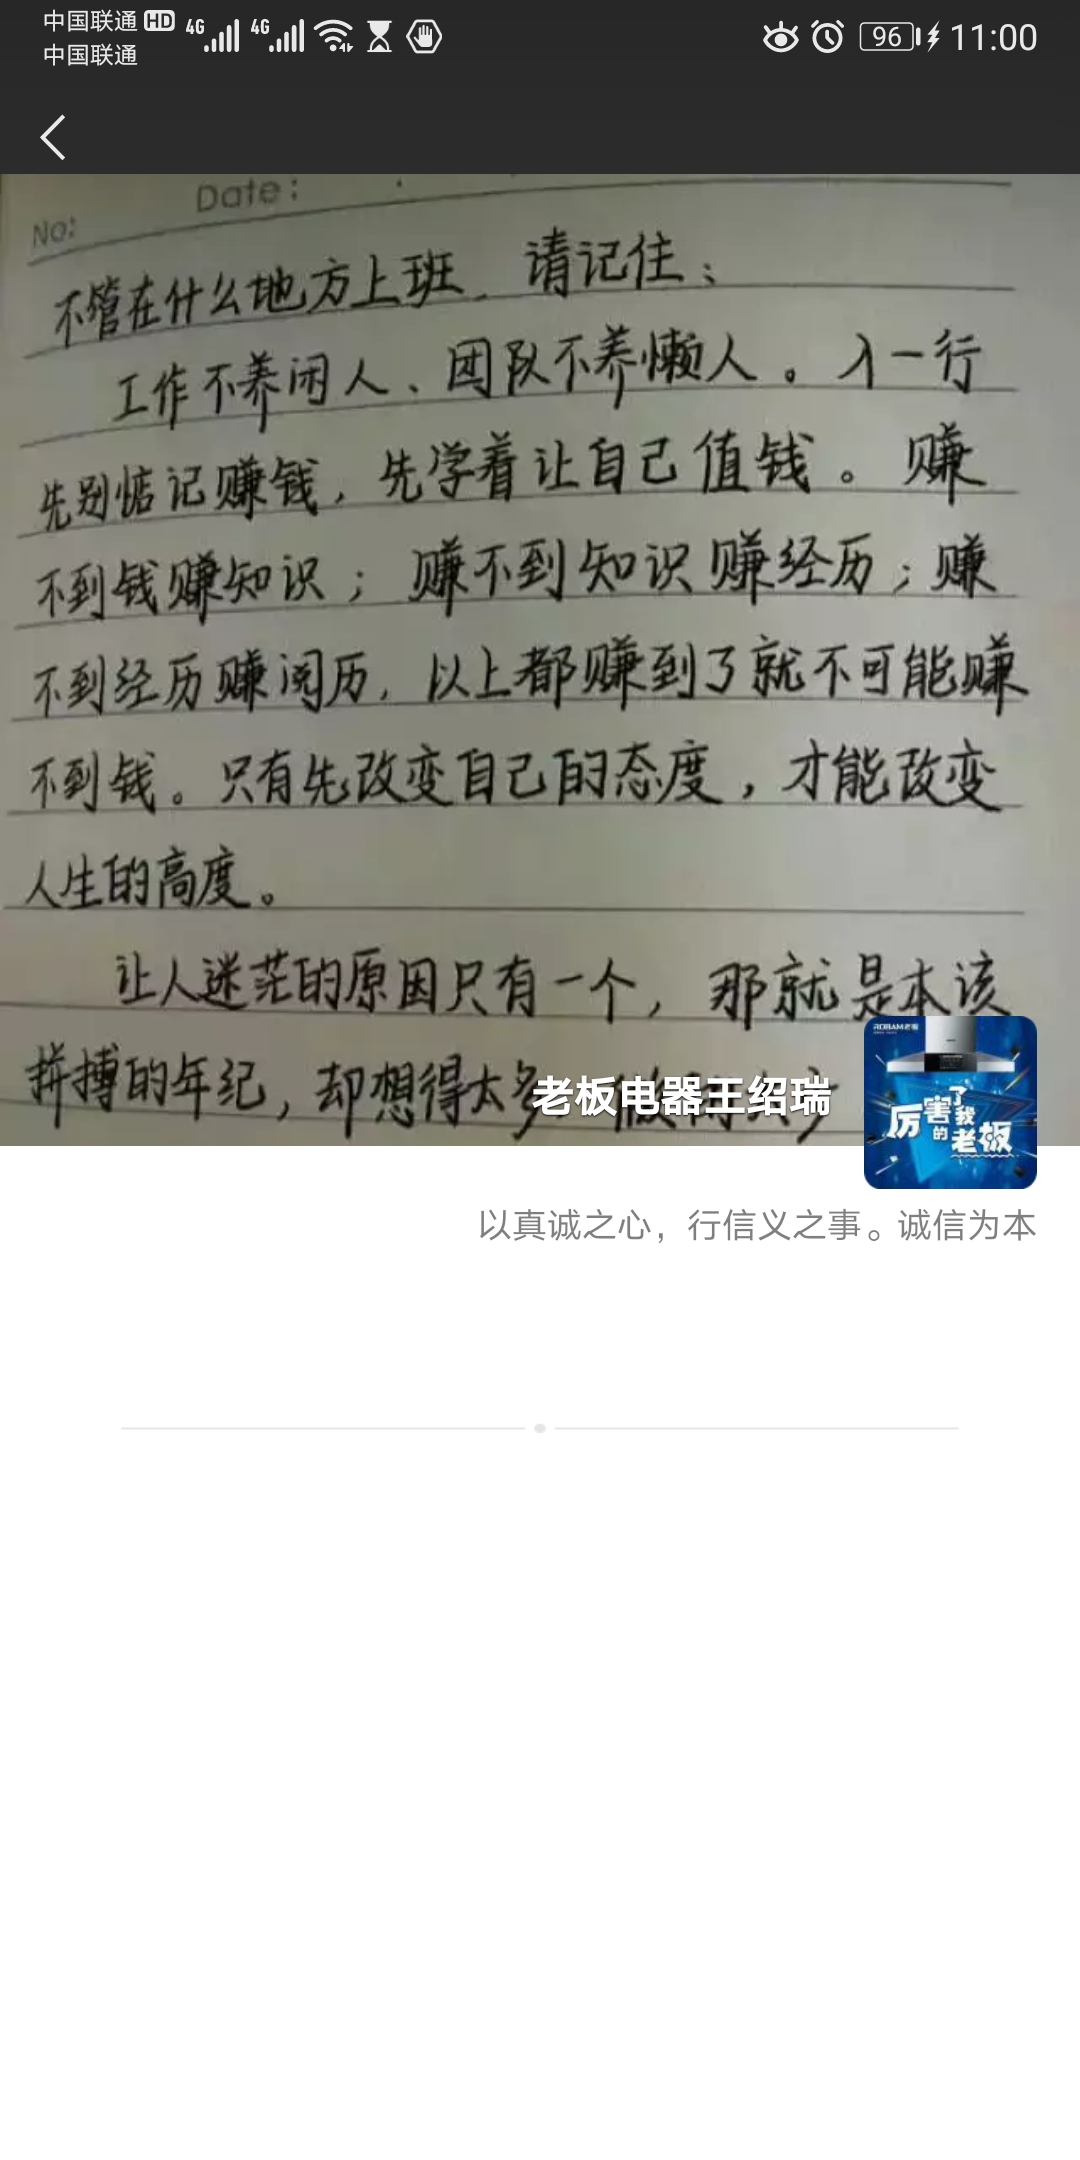 中国联通 HD 4G 4G 96 11:00
中国联通
No: Date:
不管在什么地方上班、请记住:
工作不养闲人、团队不养懒人。入一行
先别惦记赚钱,先学着让自己值钱。赚
不到钱赚知识;赚不到知识赚经历;赚
不到经历赚阅历,以上都赚到了就不可能赚
不到钱。只有先改变自己的态度,才能改变
人生的高度。
让人迷茫的原因只有一个,那就是本该
拼搏的年纪,却想得太多
老板电器王绍瑞
ROBAM老板
厉害了我的老板
以真诚之心，行信义之事。诚信为本